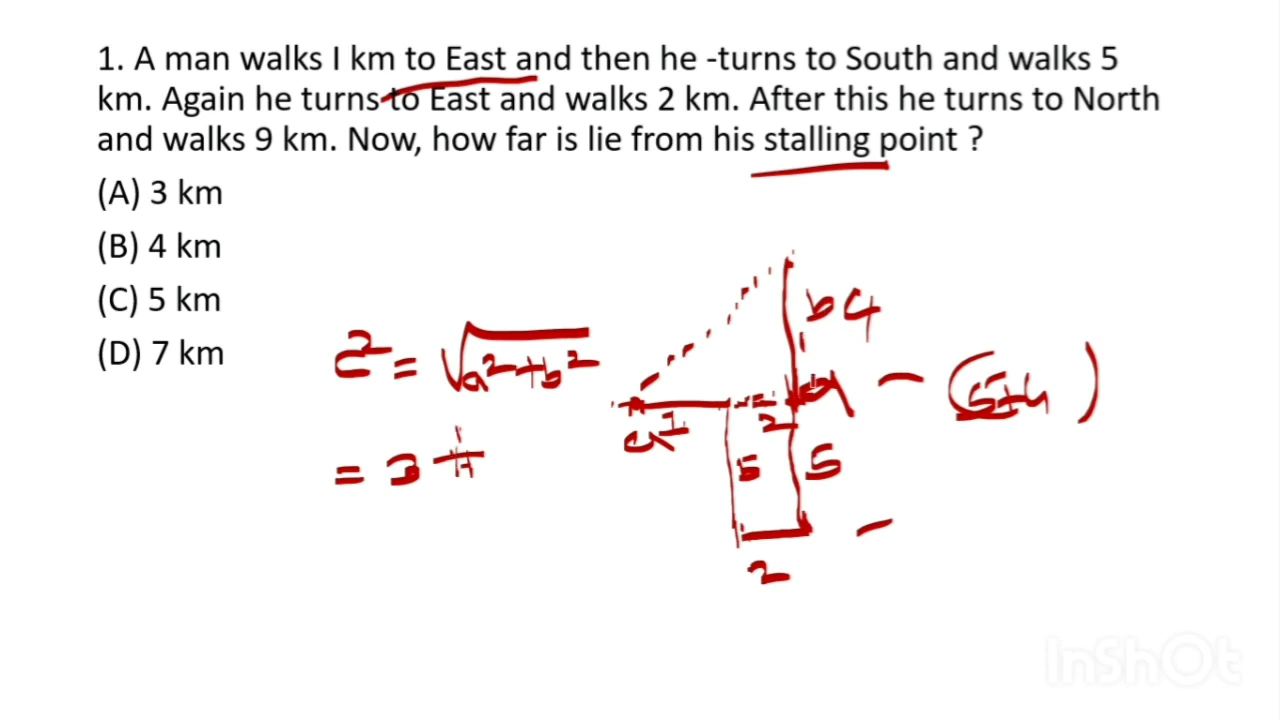 1. A man walks I km to East and then he -turns to South and walks 5
km. Again he turns to East and walks 2 km. After this he turns to North
and walks 9 km. Now, how far is lie from his stalling point ?
(A) 3 km
(B) 4 km
(C) 5 km
(D) 7 km
b 4
c² = √a²+b²
a 1
2
a - (5+4)
= 3 +
5
5
2
InShOt